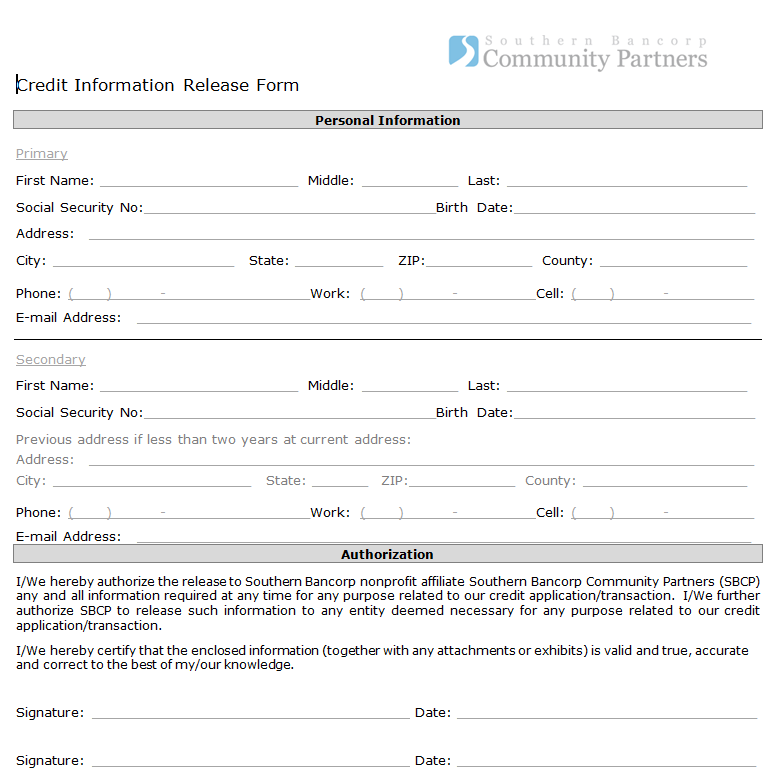 Southern Bancorp
Community Partners
Credit Information Release Form
Personal Information
Primary
First Name: Middle: Last:
Social Security No: Birth Date:
Address:
City: State: ZIP: County:
Phone: ( ) - Work: ( ) - Cell: ( ) -
E-mail Address:
Secondary
First Name: Middle: Last:
Social Security No: Birth Date:
Previous address if less than two years at current address:
Address:
City: State: ZIP: County:
Phone: ( ) - Work: ( ) - Cell: ( ) -
E-mail Address:
Authorization
I/We hereby authorize the release to Southern Bancorp nonprofit affiliate Southern Bancorp Community Partners (SBCP)
any and all information required at any time for any purpose related to our credit application/transaction. I/We further
authorize SBCP to release such information to any entity deemed necessary for any purpose related to our credit
application/transaction.
I/We hereby certify that the enclosed information (together with any attachments or exhibits) is valid and true, accurate
and correct to the best of my/our knowledge.
Signature: Date:
Signature: Date: